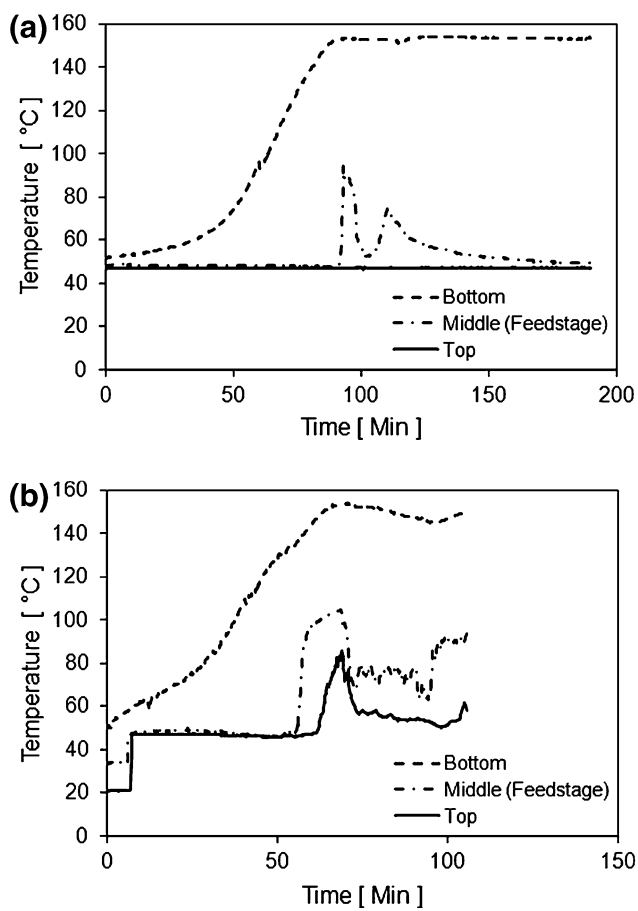 (a)
160
140
120
100
80
60
40
20
0
Temperature [ °C]
Bottom
Middle (Feedstage)
Top
0 50 100 150 200
Time [ Min ]
(b)
160
140
120
100
80
60
40
20
0
Temperature [ °C]
Bottom
Middle (Feedstage)
Top
0 50 100 150
Time [ Min ]